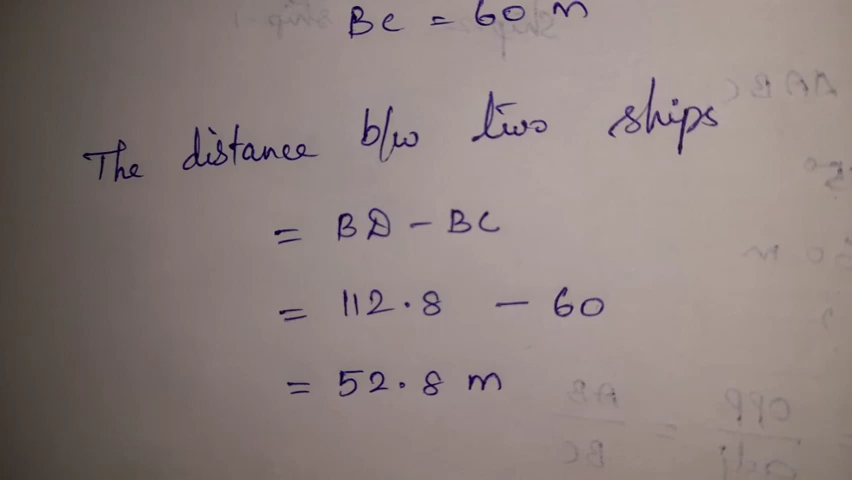 BC = 60 m
The distance b/w two ships
= BD - BC
= 112.8 - 60
= 52.8 m